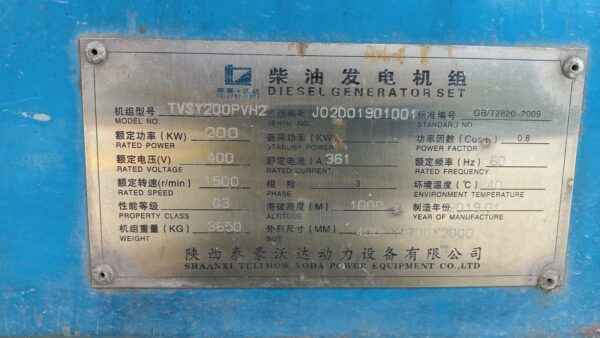 柴油发电机组
DIESEL GENERATOR SET
机组型号 TVSY200PVH2 机组编号 J02001901001 标准编号 GB/T2820-2009
MODEL NO. SERIAL NO. STANDARD NO.
额定功率(KW) 200 备用功率(KW) 功率因数 0.8
RATED POWER STANDBY POWER POWER FACTOR
额定电压(V) 400 额定电流(A) 361 额定频率(Hz)
RATED VOLTAGE RATED CURRENT RATED FREQUENCY
额定转速(r/min) 1500 相数 3 环境温度(℃) 40
RATED SPEED PHASE ENVIRONMENT TEMPERATURE
性能等级 G3 海拔高度(M) 1000 制造年份 2019.01
PROPERTY CLASS ALTITUDE YEAR OF MANUFACTURE
机组重量(KG) 3650 外形尺寸(MM)
WEIGHT SIZE
陕西泰豪沃达动力设备有限公司
SHAANXI TELLHOW VODA POWER EQUIPMENT CO.,LTD